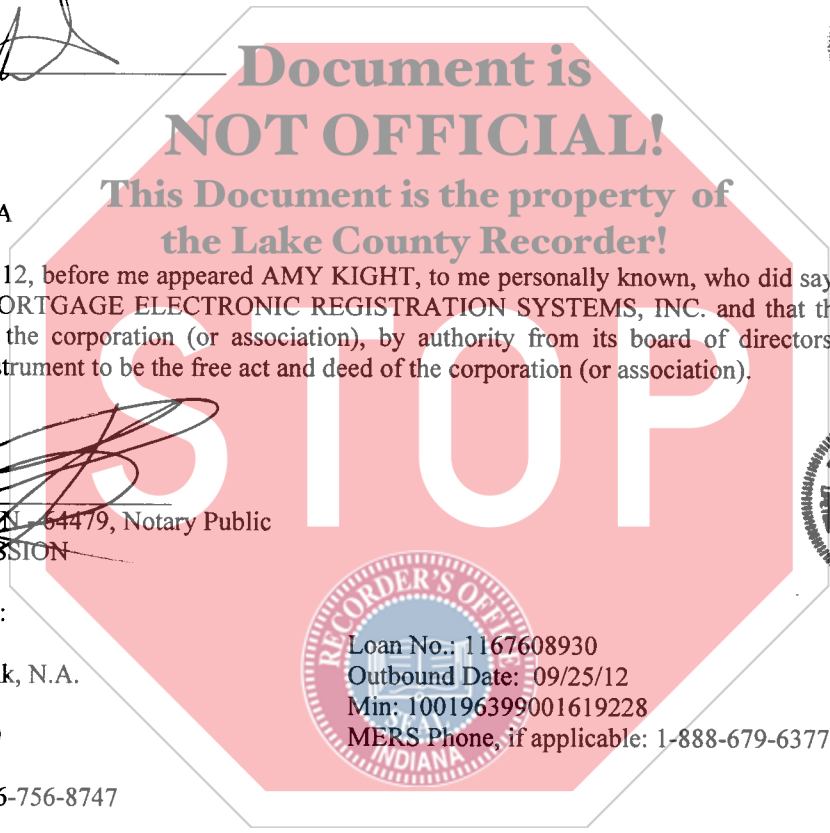 Document is
NOT OFFICIAL!
This Document is the property of
the Lake County Recorder!
A
12, before me appeared AMY KIGHT, to me personally known, who did say
ORTGAGE ELECTRONIC REGISTRATION SYSTEMS, INC. and that th
the corporation (or association), by authority from its board of directors
strument to be the free act and deed of the corporation (or association).
STOP
N - 64479, Notary Public
SSION
:
k, N.A.
6-756-8747
RECORDER'S OFFICE
SEAL
INDIANA
Loan No.: 1167608930
Outbound Date: 09/25/12
Min: 100196399001619228
MERS Phone, if applicable: 1-888-679-6377